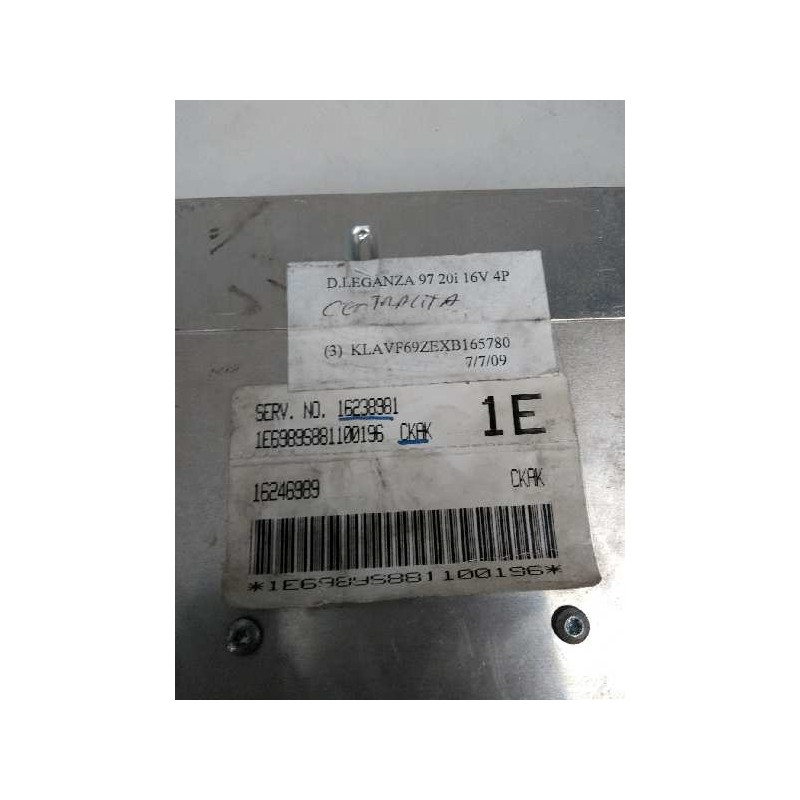 D.LEGANZA 97 20i 16V 4P
CENTRALITA
(3) KLAVF69ZEXB165780
7/7/09
SERV. NO. 16238981
1E6989S881100196 CKAK 1E
16246989 CKAK
*1E6989S881100196*